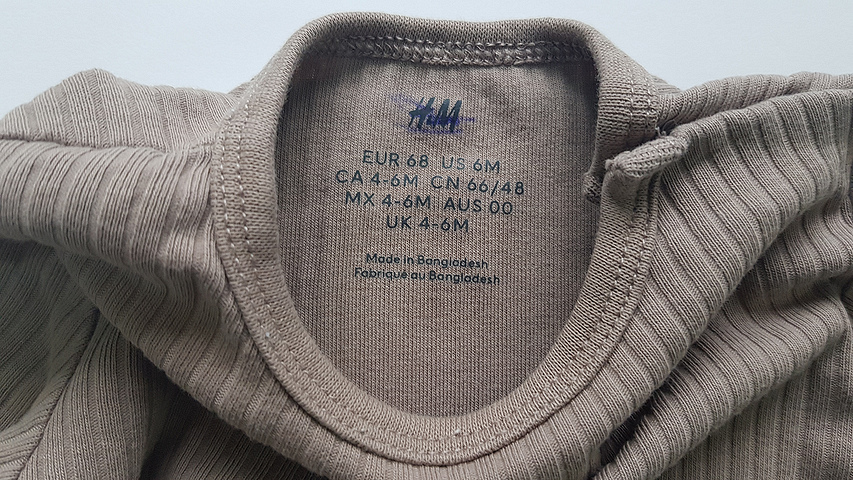 H&M
EUR 68 US 6M
CA 4-6M CN 66/48
MX 4-6M AUS 00
UK 4-6M
Made in Bangladesh
Fabriqué au Bangladesh